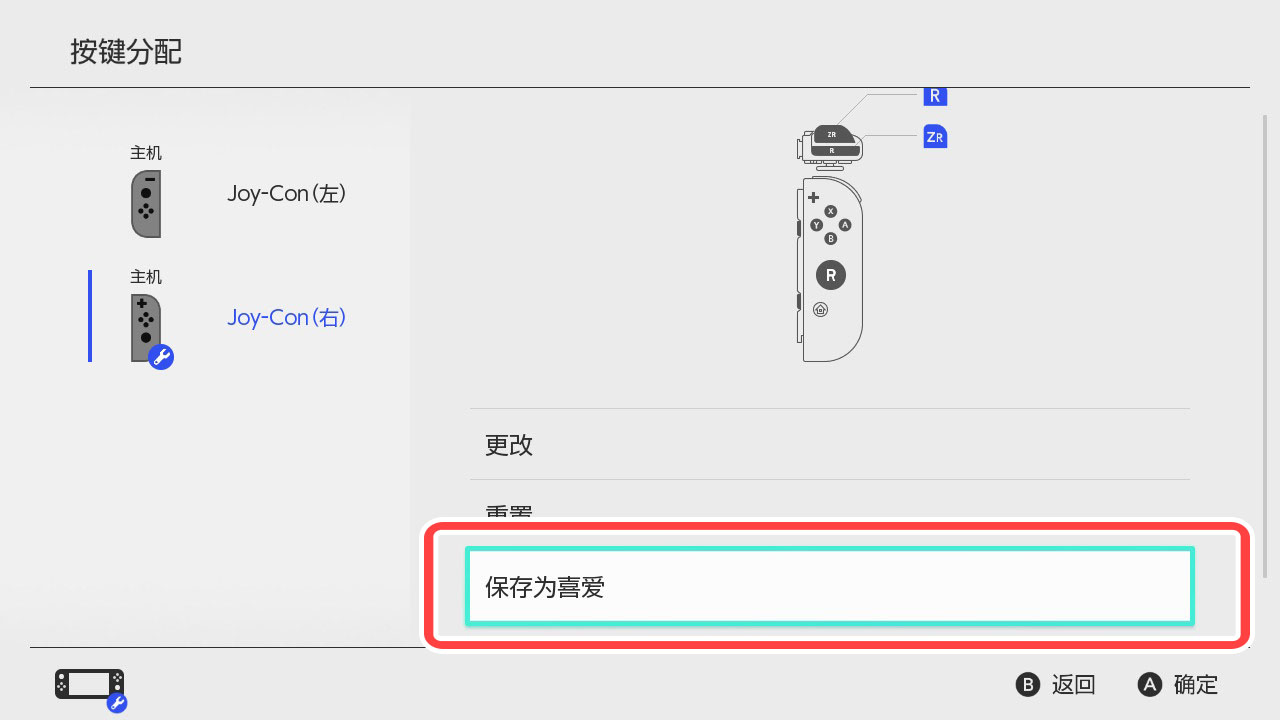 按键分配
主机
Joy-Con(左)
主机
Joy-Con(右)
R
ZR
ZR
R
X
Y A
B
R
更改
重置
保存为喜爱
B 返回 A 确定